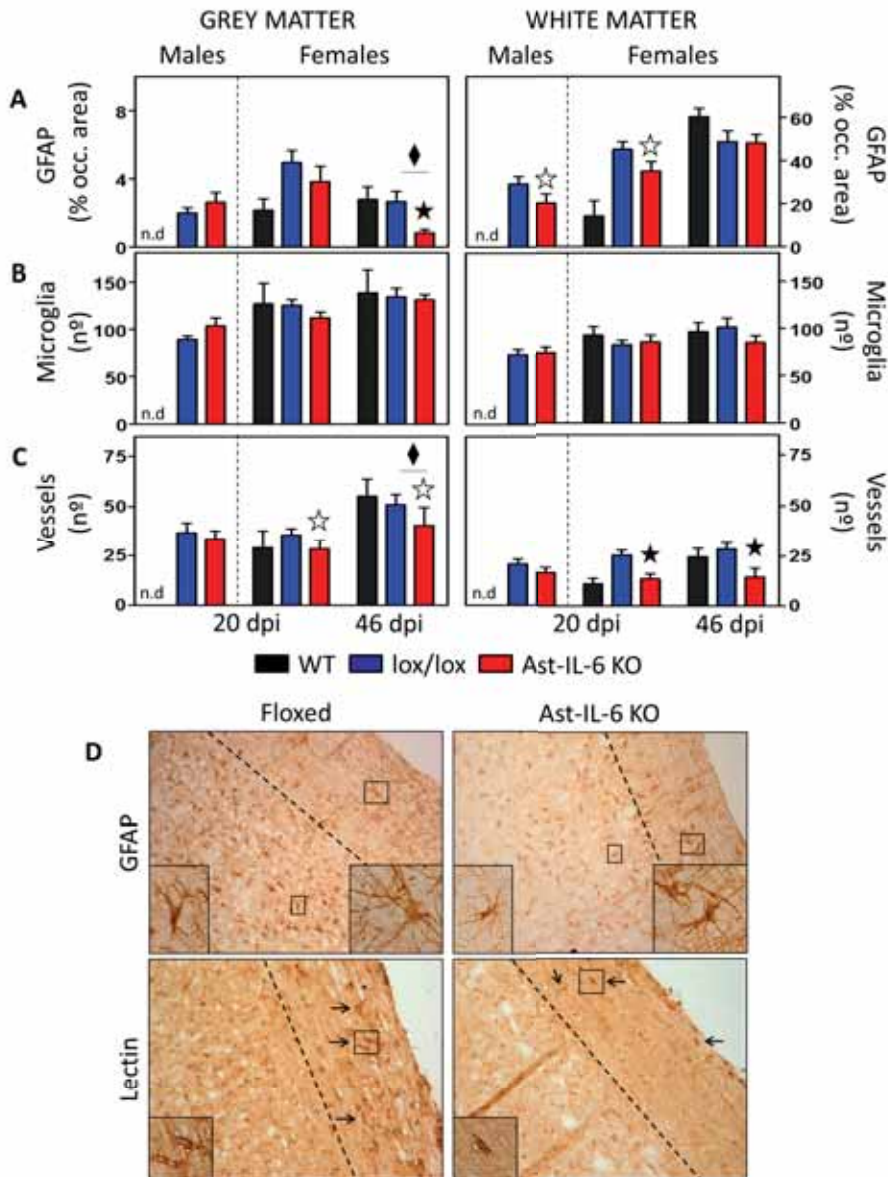 GREY MATTER
WHITE MATTER
Males
Females
Males
Females
A
GFAP
(% occ. area)
8
4
0
n.d
n.d
60
40
20
0
GFAP
(% occ. area)
B
Microglia
(nº)
150
100
50
0
n.d
n.d
150
100
50
0
Microglia
(nº)
C
Vessels
(nº)
75
50
25
0
n.d
n.d
75
50
25
0
Vessels
(nº)
20 dpi
46 dpi
20 dpi
46 dpi
WT
lox/lox
Ast-IL-6 KO
Floxed
Ast-IL-6 KO
D
GFAP
Lectin